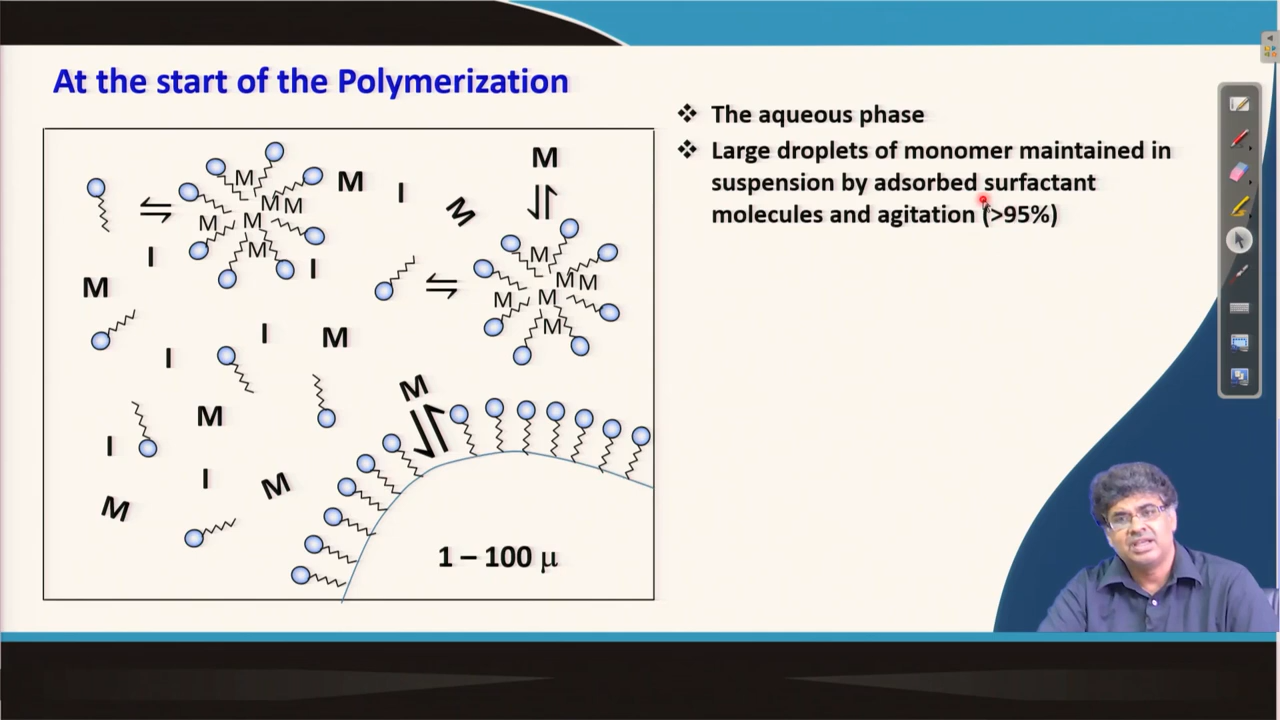 At the start of the Polymerization
❖ The aqueous phase
❖ Large droplets of monomer maintained in
suspension by adsorbed surfactant
molecules and agitation (>95%)
M
M
I
M
M
M M
M
M
M
I
I
M
M M
M
M
M
M
I
M
I
M
M
I
I
M
M
1 – 100 μ